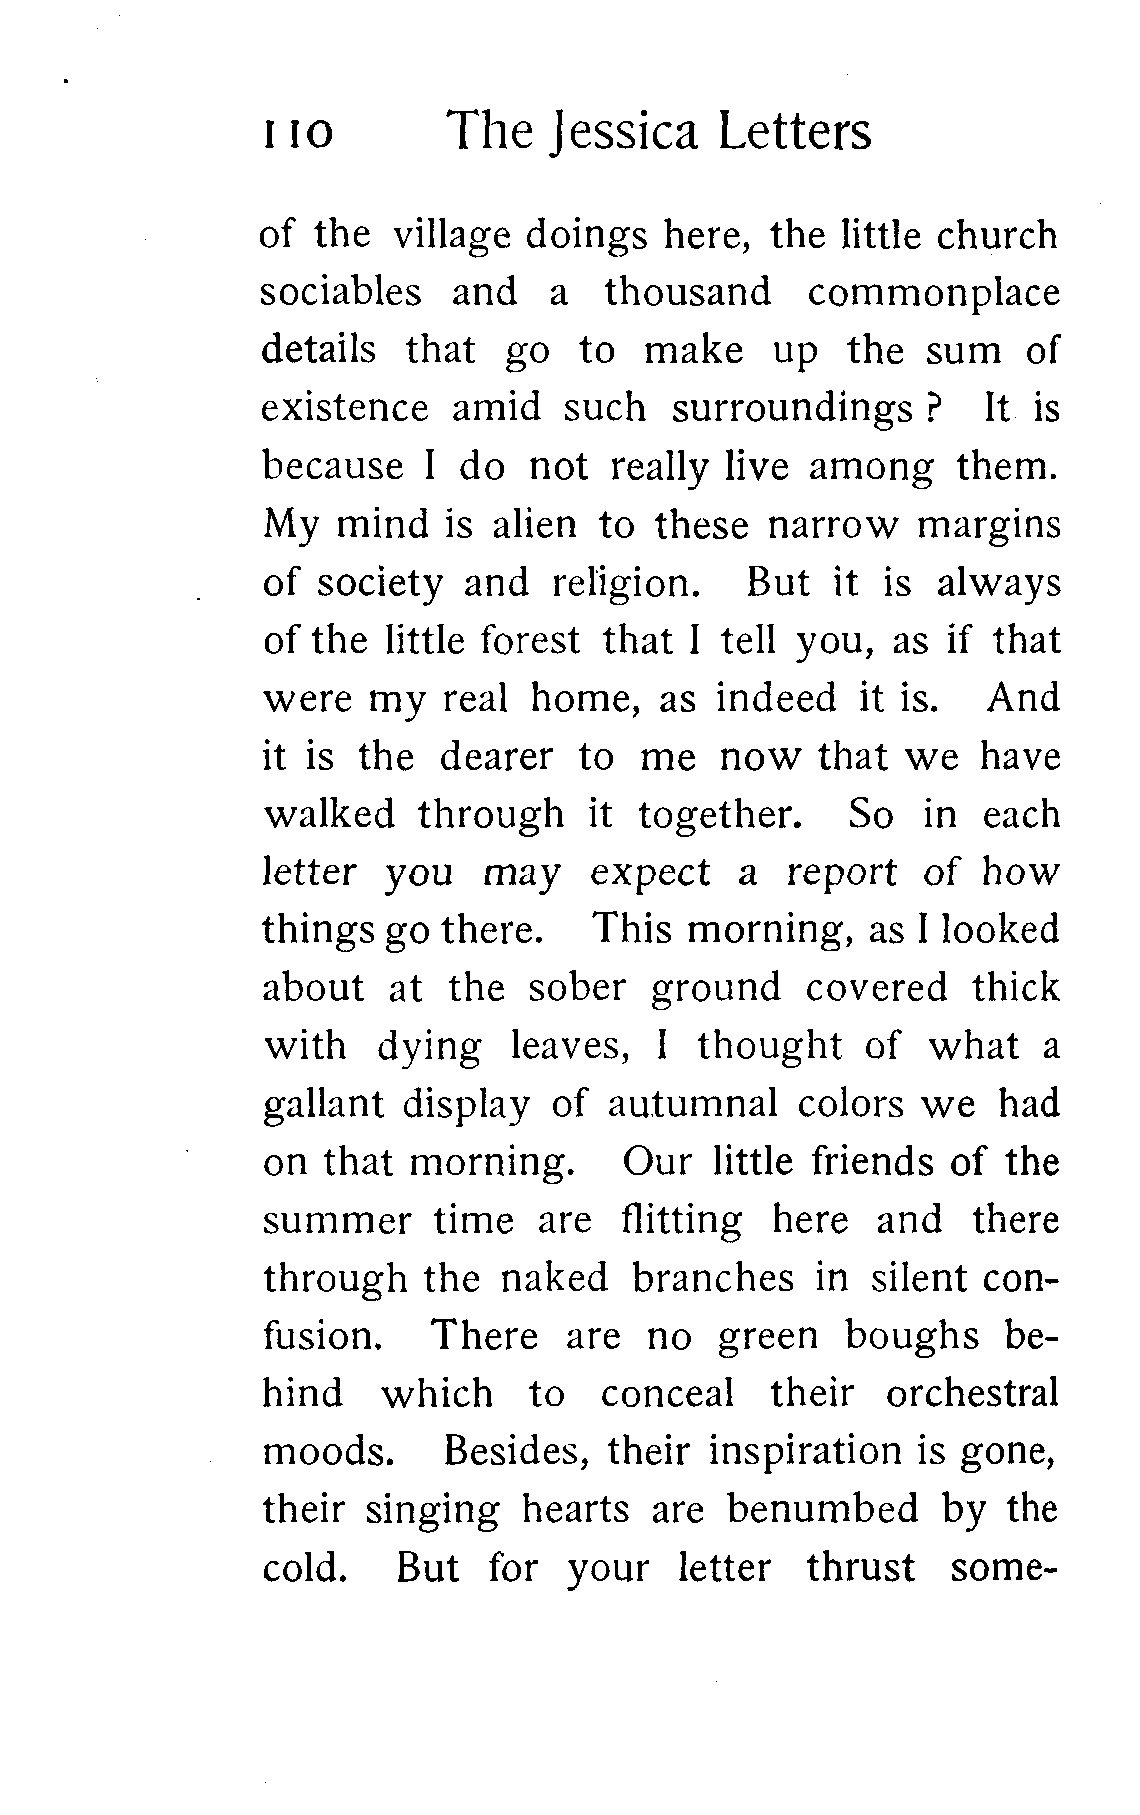 110 The Jessica Letters
of the village doings here, the little church
sociables and a thousand commonplace
details that go to make up the sum of
existence amid such surroundings ? It is
because I do not really live among them.
My mind is alien to these narrow margins
of society and religion. But it is always
of the little forest that I tell you, as if that
were my real home, as indeed it is. And
it is the dearer to me now that we have
walked through it together. So in each
letter you may expect a report of how
things go there. This morning, as I looked
about at the sober ground covered thick
with dying leaves, I thought of what a
gallant display of autumnal colors we had
on that morning. Our little friends of the
summer time are flitting here and there
through the naked branches in silent con-
fusion. There are no green boughs be-
hind which to conceal their orchestral
moods. Besides, their inspiration is gone,
their singing hearts are benumbed by the
cold. But for your letter thrust some-